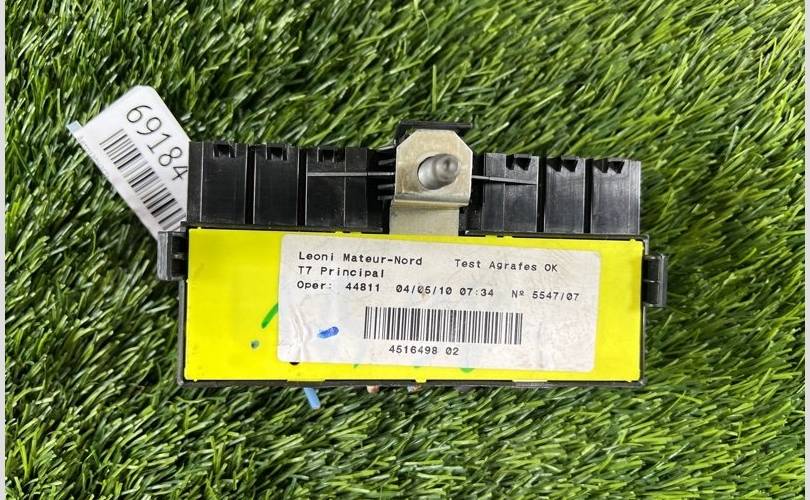 69184
Leoni Mateur-Nord Test Agrafes OK
T7 Principal
Oper: 44811 04/05/10 07:34 Nº 5547/07
4516498 02